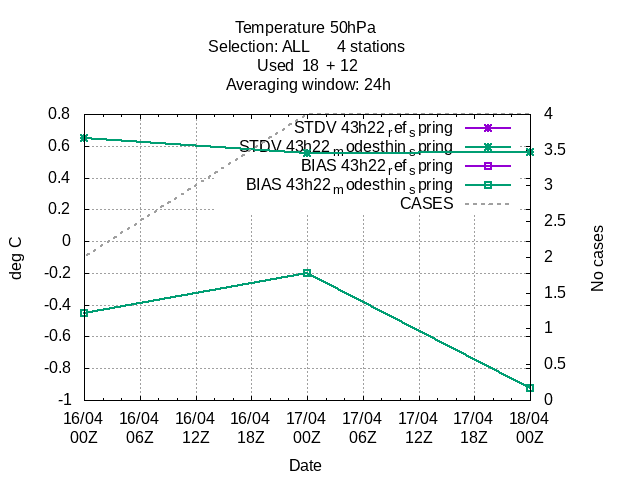 Temperature 50hPa
Selection: ALL 4 stations
Used 18 + 12
Averaging window: 24h
0.8
0.6
0.4
0.2
0
-0.2
-0.4
-0.6
-0.8
-1
deg C
STDV 43h22refspring
STDV 43h22modesthinspring
BIAS 43h22refspring
BIAS 43h22modesthinspring
CASES
4
3.5
3
2.5
2
1.5
1
0.5
0
No cases
16/04 16/04 16/04 16/04 17/04 17/04 17/04 17/04 18/04
00Z 06Z 12Z 18Z 00Z 06Z 12Z 18Z 00Z
Date